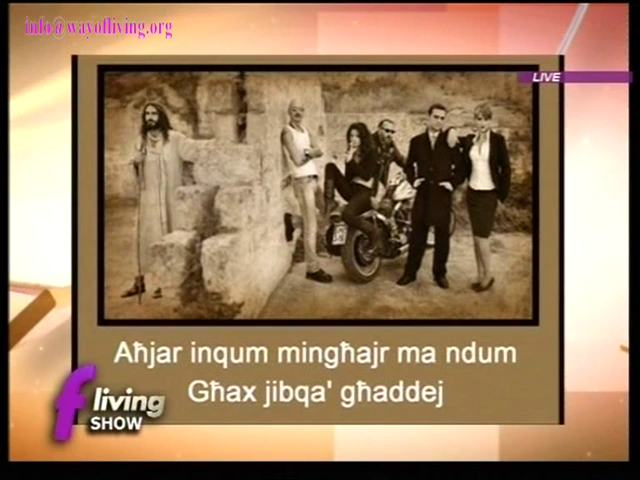 info@wayofliving.org
LIVE
Aħjar inqum mingħajr ma ndum
Għax jibqa' għaddej
f living
SHOW